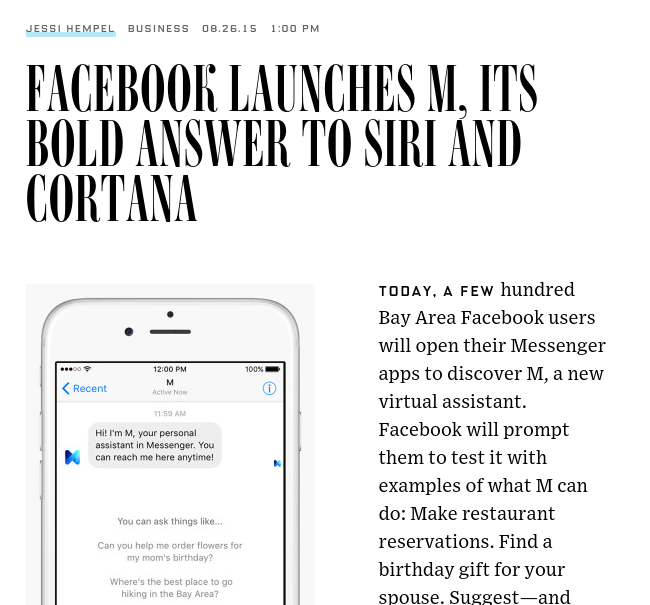 JESSI HEMPEL BUSINESS 08.26.15 1:00 PM
FACEBOOK LAUNCHES M, ITS
BOLD ANSWER TO SIRI AND
CORTANA
12:00 PM 100%
Recent M
Active Now
11:59 AM
Hi! I'm M, your personal
assistant in Messenger. You
can reach me here anytime!
You can ask things like...
Can you help me order flowers for
my mom's birthday?
Where's the best place to go
hiking in the Bay Area?
TODAY, A FEW hundred
Bay Area Facebook users
will open their Messenger
apps to discover M, a new
virtual assistant.
Facebook will prompt
them to test it with
examples of what M can
do: Make restaurant
reservations. Find a
birthday gift for your
spouse. Suggest—and